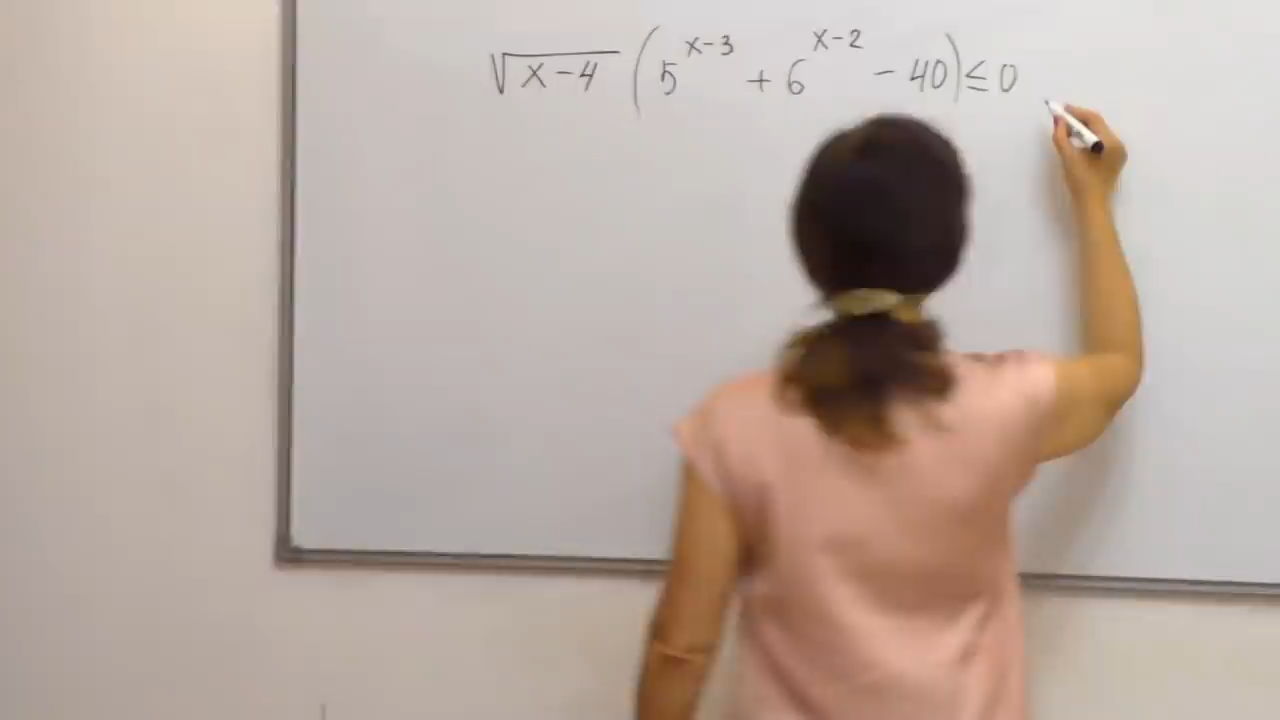 √(x-4) (5^(x-3) + 6^(x-2) - 40) ≤ 0